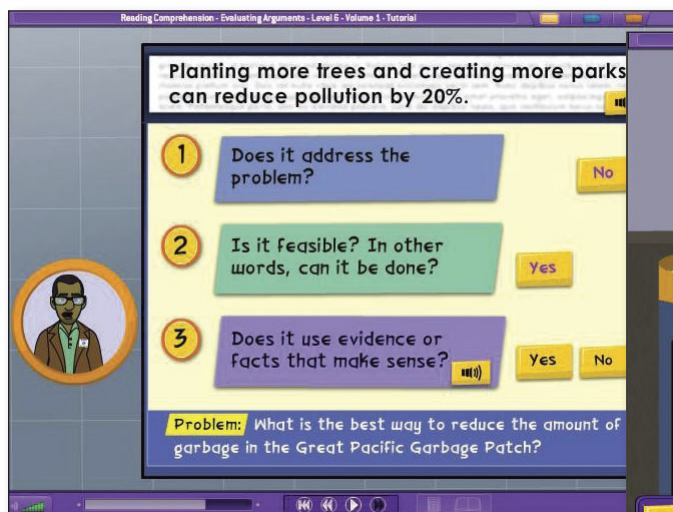 Reading Comprehension - Evaluating Arguments - Level 6 - Volume 1 - Tutorial
Planting more trees and creating more parks
can reduce pollution by 20%.
1
Does it address the
problem?
No
2
Is it feasible? In other
words, can it be done?
Yes
3
Does it use evidence or
facts that make sense?
Yes
No
Problem: What is the best way to reduce the amount of
garbage in the Great Pacific Garbage Patch?